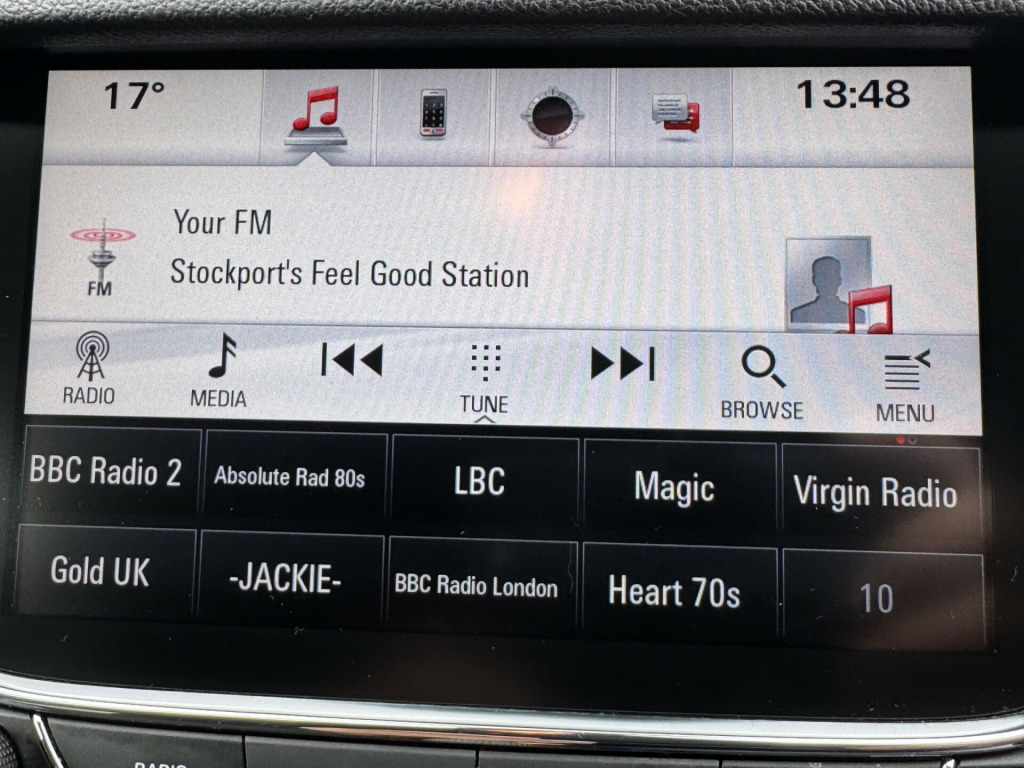 17°
13:48
Your FM
Stockport's Feel Good Station
FM
RADIO
MEDIA
TUNE
BROWSE
MENU
BBC Radio 2
Absolute Rad 80s
LBC
Magic
Virgin Radio
Gold UK
-JACKIE-
BBC Radio London
Heart 70s
10
RADIO